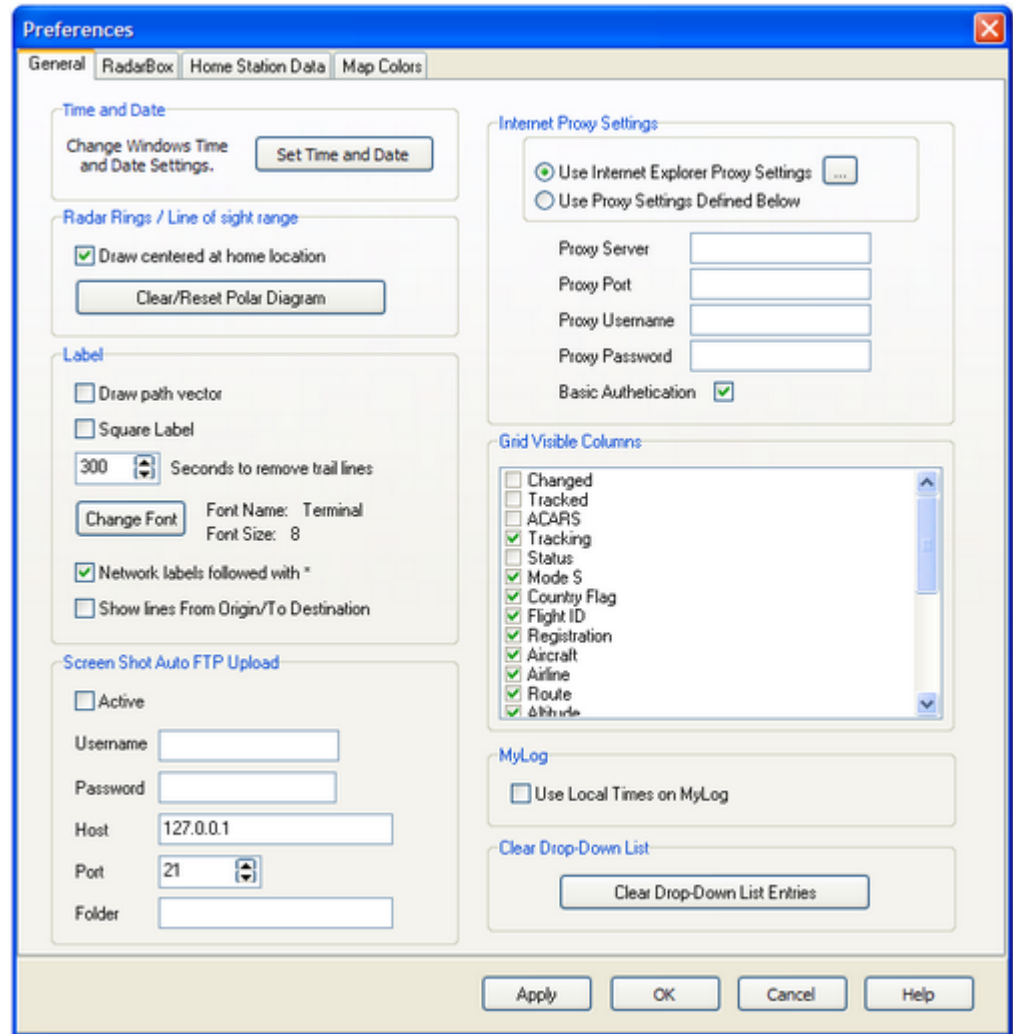 Preferences
General RadarBox Home Station Data Map Colors
Time and Date
Change Windows Time
and Date Settings.
Set Time and Date
Radar Rings / Line of sight range
Draw centered at home location
Clear/Reset Polar Diagram
Label
Draw path vector
Square Label
300 Seconds to remove trail lines
Change Font
Font Name: Terminal
Font Size: 8
Network labels followed with *
Show lines From Origin/To Destination
Screen Shot Auto FTP Upload
Active
Username
Password
Host 127.0.0.1
Port 21
Folder
Internet Proxy Settings
Use Internet Explorer Proxy Settings ...
Use Proxy Settings Defined Below
Proxy Server
Proxy Port
Proxy Username
Proxy Password
Basic Authetication
Grid Visible Columns
Changed
Tracked
ACARS
Tracking
Status
Mode S
Country Flag
Flight ID
Registration
Aircraft
Airline
Route
Altitude
MyLog
Use Local Times on MyLog
Clear Drop-Down List
Clear Drop-Down List Entries
Apply OK Cancel Help